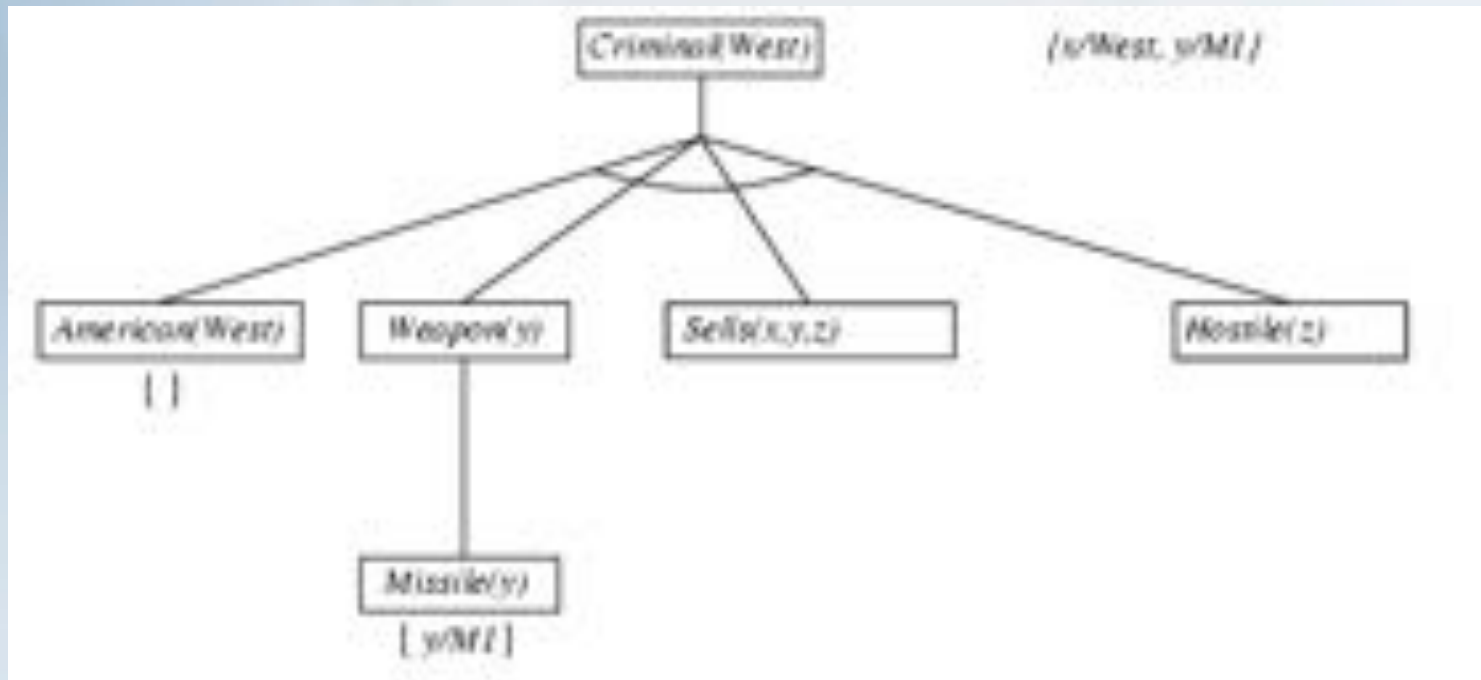 Criminal(West)
{x/West, y/M1}
American(West)
Weapon(y)
Sells(x,y,z)
Hostile(z)
{ }
Missile(y)
{ y/M1 }